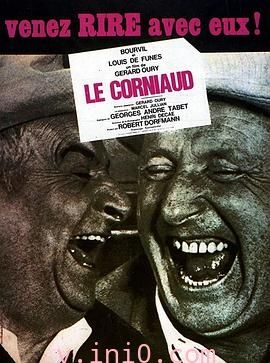 venez RIRE avec eux!
BOURVIL
et
LOUIS DE FUNES
un film de
GERARD OURY
LE CORNIAUD
GERARD OURY
MARCEL JULLIAN
GEORGES ANDRE TABET
HENRI DECAE
ROBERT DORFMANN
.ini0.com